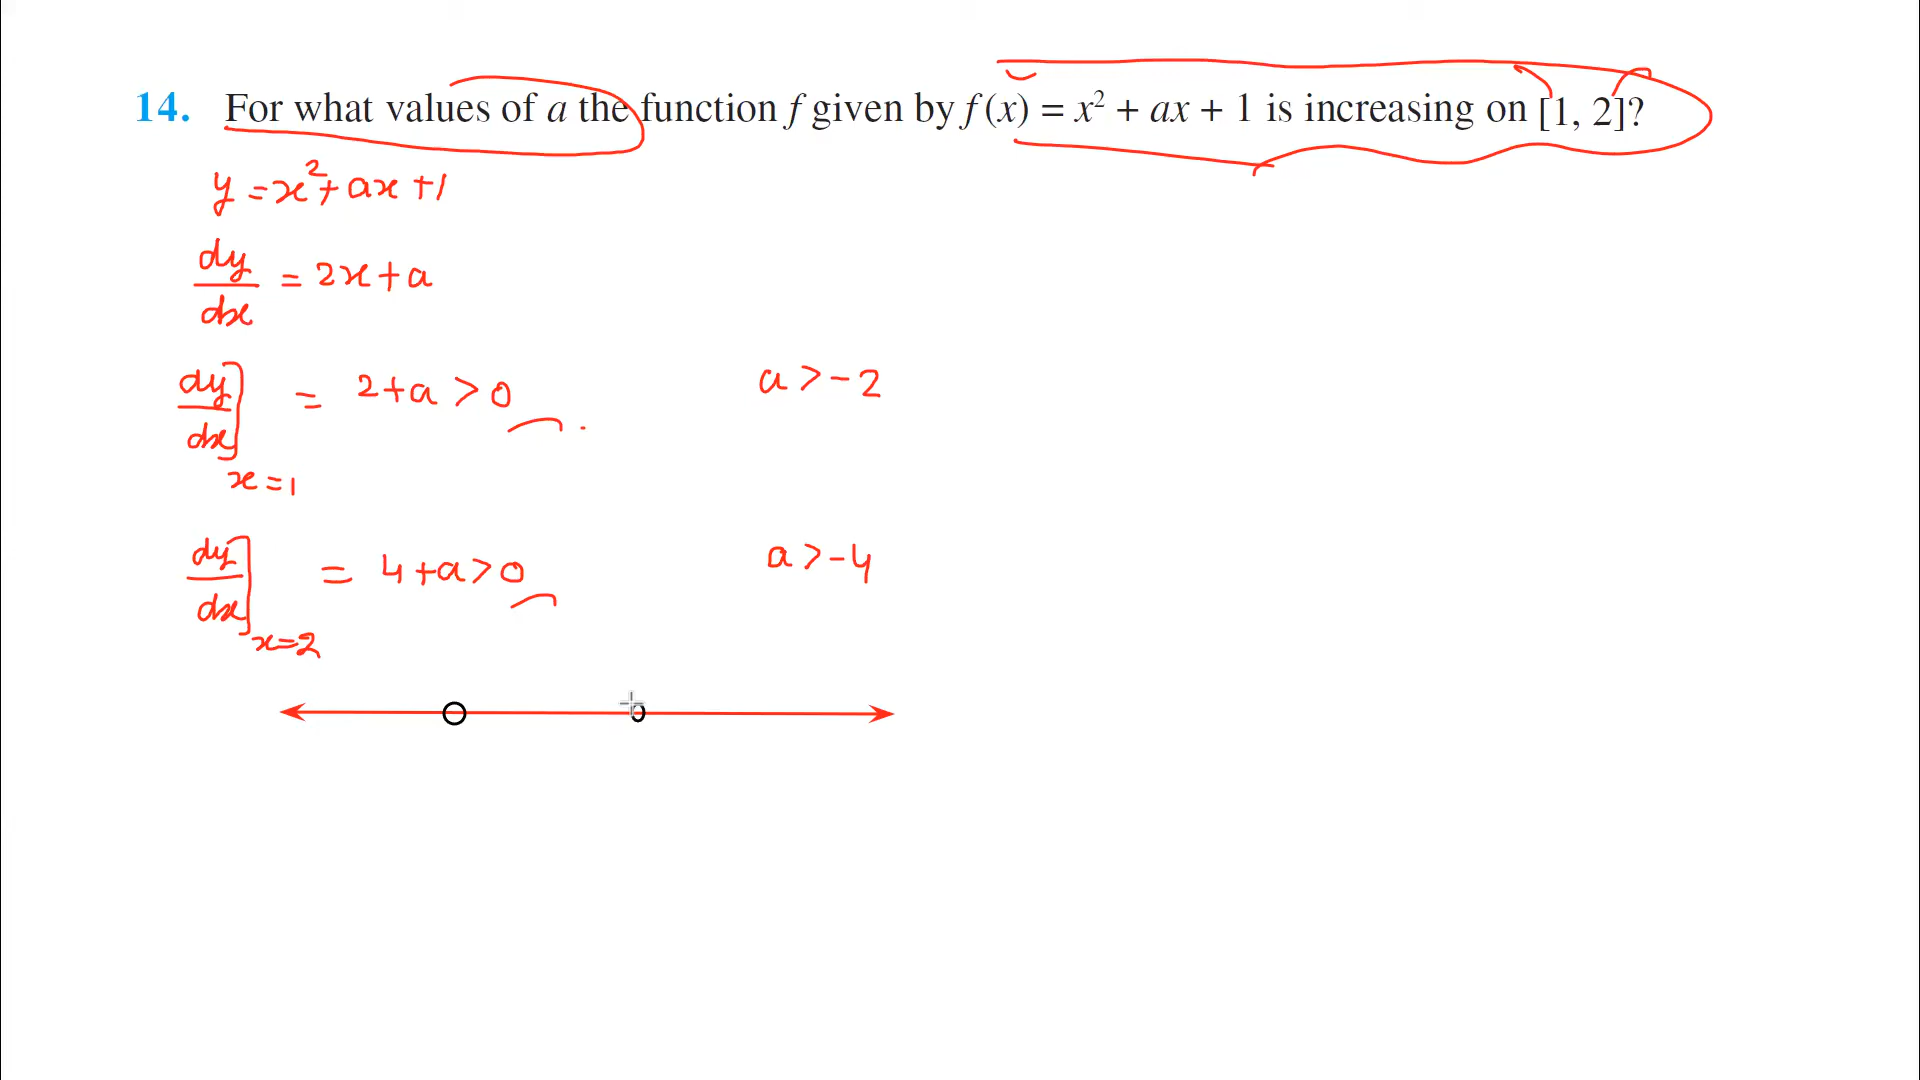 14. For what values of a the function f given by f (x) = x² + ax + 1 is increasing on [1, 2]?
y = x² + ax + 1
dy/dx = 2x + a
dy/dx]x=1 = 2 + a > 0 a > -2
dy/dx]x=2 = 4 + a > 0 a > -4